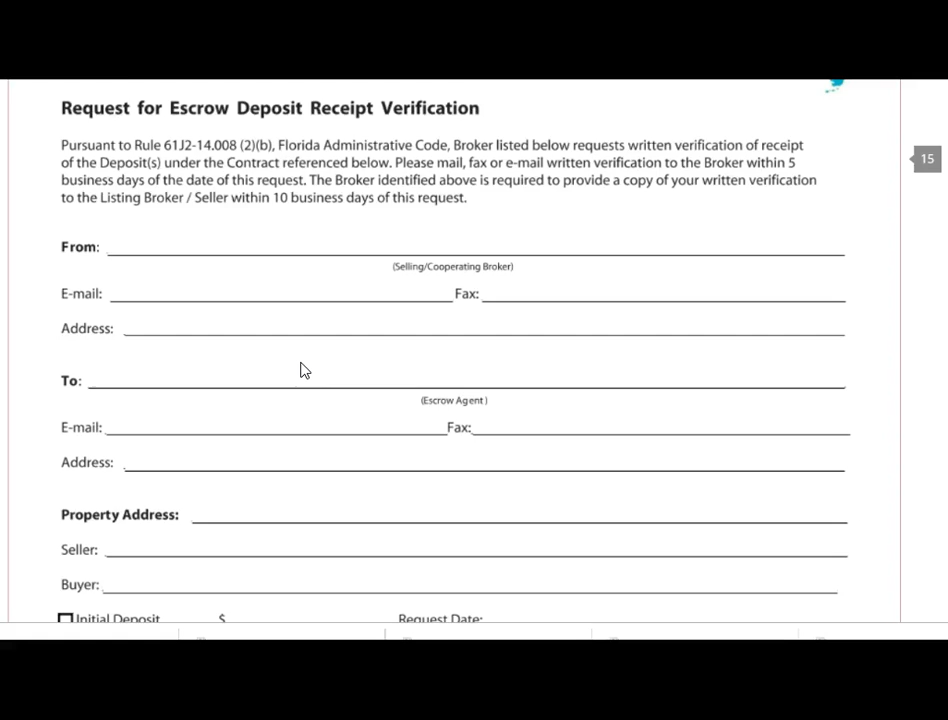 Request for Escrow Deposit Receipt Verification
Pursuant to Rule 61J2-14.008 (2)(b), Florida Administrative Code, Broker listed below requests written verification of receipt
of the Deposit(s) under the Contract referenced below. Please mail, fax or e-mail written verification to the Broker within 5
business days of the date of this request. The Broker identified above is required to provide a copy of your written verification
to the Listing Broker / Seller within 10 business days of this request.
15
From:
(Selling/Cooperating Broker)
E-mail: Fax:
Address:
To:
(Escrow Agent )
E-mail: Fax:
Address:
Property Address:
Seller:
Buyer:
Initial Deposit $ Request Date: